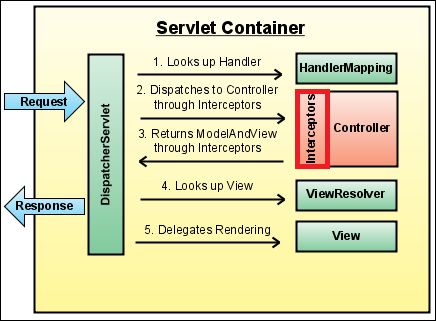 Servlet Container
Request
Response
DispatcherServlet
1. Looks up Handler
HandlerMapping
2. Dispatches to Controller
through Interceptors
Interceptors
Controller
3. Returns ModelAndView
through Interceptors
4. Looks up View
ViewResolver
5. Delegates Rendering
View